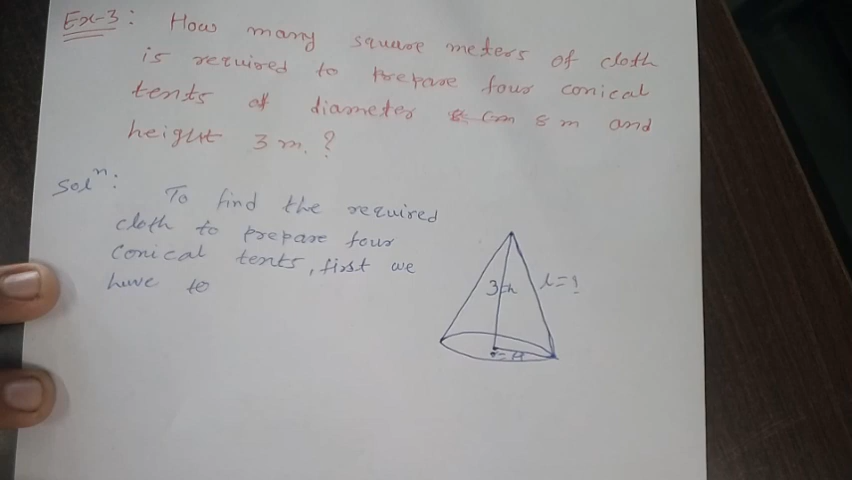 Ex-3: How many square meters of cloth
is required to prepare four conical
tents of diameter 8 m and
height 3 m.?
Solⁿ:
To find the required
cloth to prepare four
conical tents, first we
have to
3=h
l=?